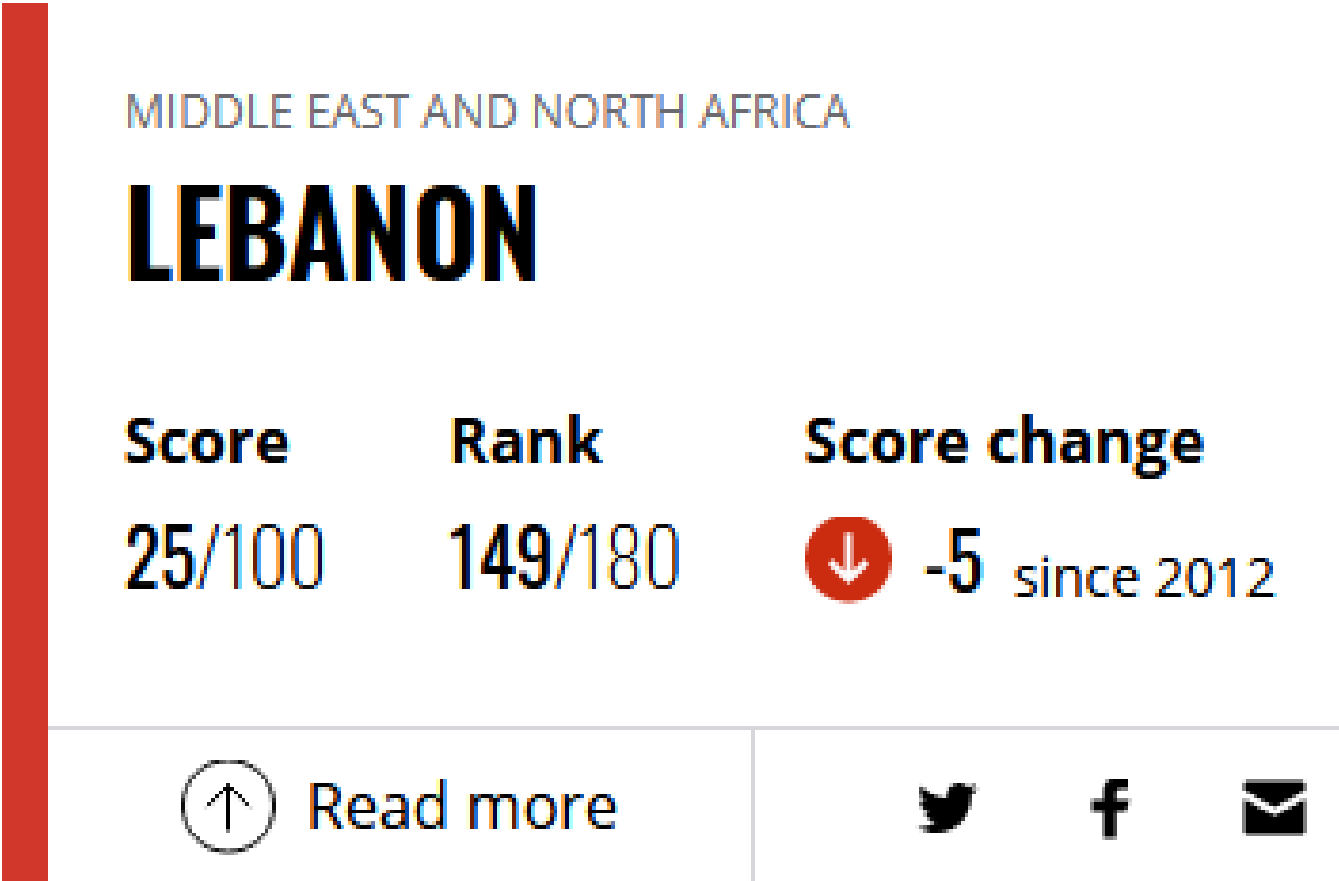 MIDDLE EAST AND NORTH AFRICA
LEBANON
Score Rank Score change
25/100 149/180 -5 since 2012
Read more